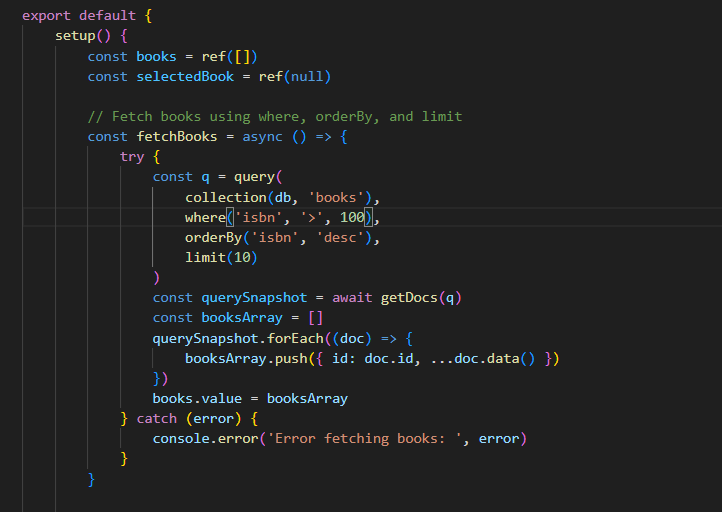 export default {
    setup() {
        const books = ref([])
        const selectedBook = ref(null)

        // Fetch books using where, orderBy, and limit
        const fetchBooks = async () => {
            try {
                const q = query(
                    collection(db, 'books'),
                    where('isbn', '>', 100),
                    orderBy('isbn', 'desc'),
                    limit(10)
                )
                const querySnapshot = await getDocs(q)
                const booksArray = []
                querySnapshot.forEach((doc) => {
                    booksArray.push({ id: doc.id, ...doc.data() })
                })
                books.value = booksArray
            } catch (error) {
                console.error('Error fetching books: ', error)
            }
        }